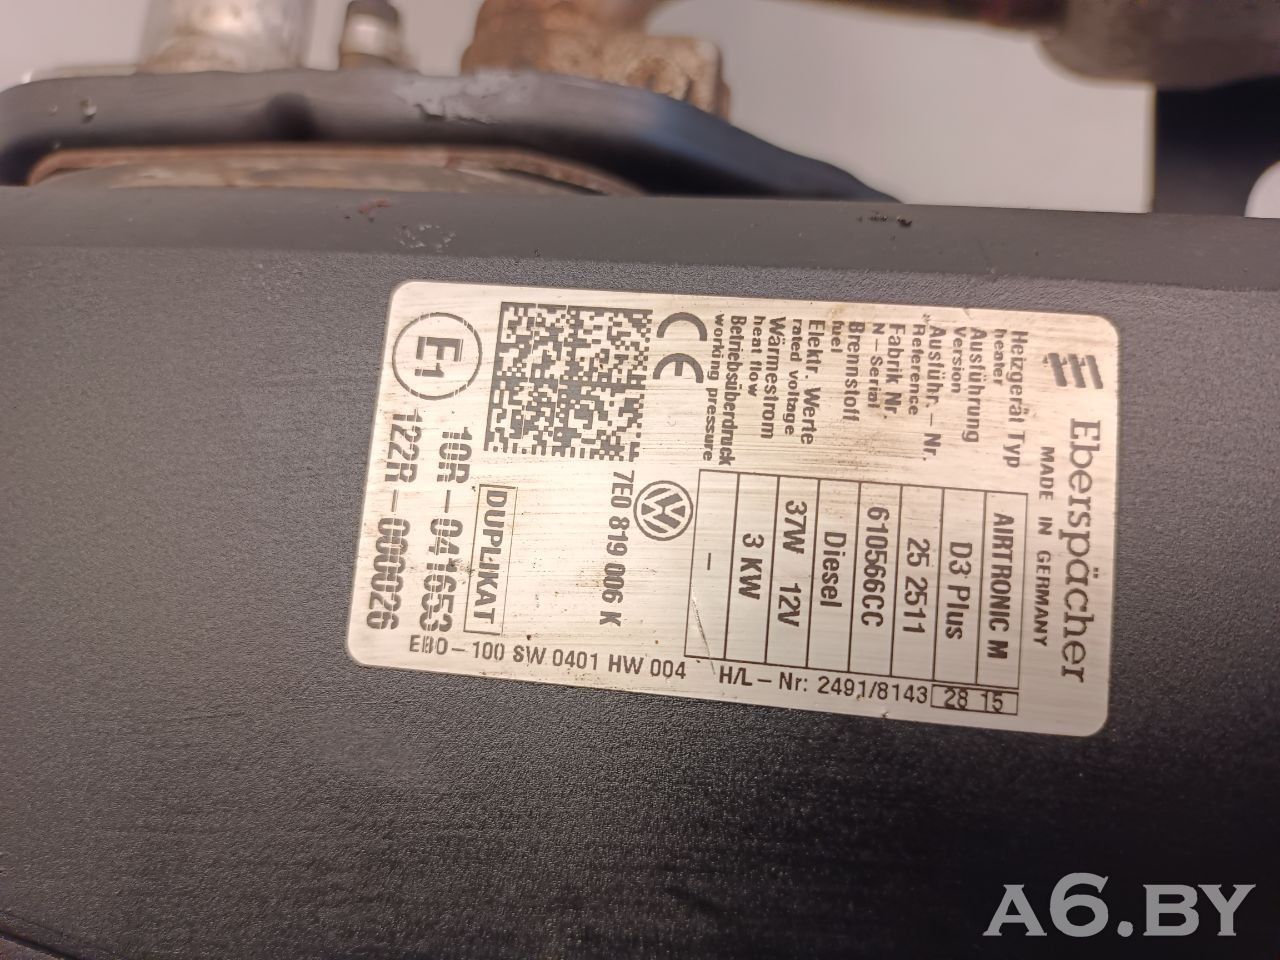 Eberspächer
MADE IN GERMANY
Heizgerät Typ
heater
AIRTRONIC M
Ausführung
version
D3 Plus
Ausführ.-Nr.
Reference
25 2511
Fabrik Nr.
N-Serial
610566CC
Brennstoff
fuel
Diesel
Elektr. Werte
rated voltage
37W 12V
Wärmestrom
heat flow
3 KW
Betriebsüberdruck
working pressure
-
CE
7E0 819 006 K
DUPLIKAT
E1
10R-041653
122R-000026
28 15
H/L-Nr: 2491/8143
EBO-100 SW 0401 HW 004
A6.BY